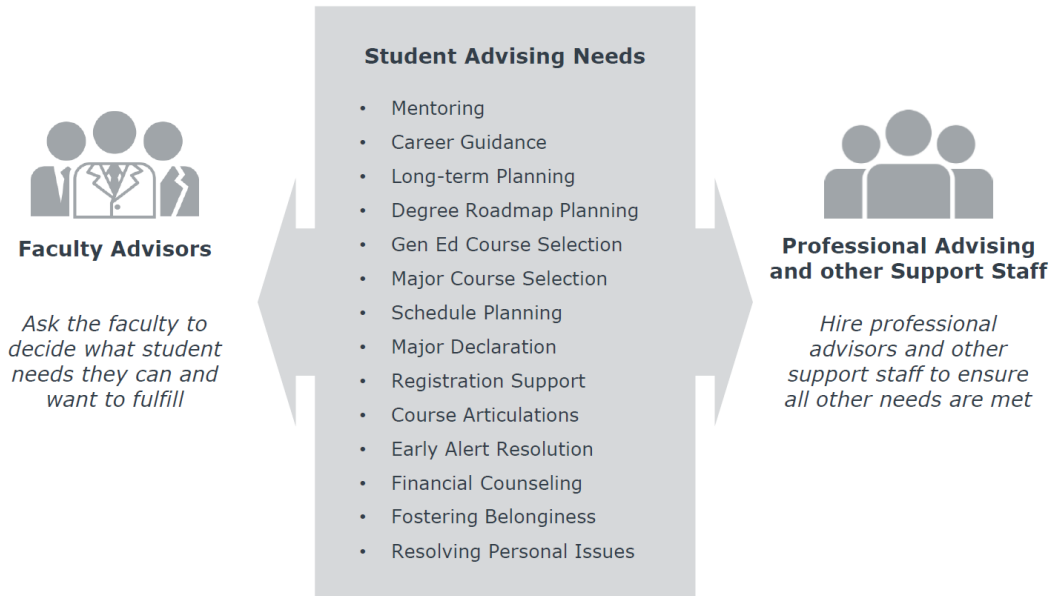 Student Advising Needs
• Mentoring
• Career Guidance
• Long-term Planning
• Degree Roadmap Planning
• Gen Ed Course Selection
• Major Course Selection
• Schedule Planning
• Major Declaration
• Registration Support
• Course Articulations
• Early Alert Resolution
• Financial Counseling
• Fostering Belonginess
• Resolving Personal Issues
Faculty Advisors
Ask the faculty to
decide what student
needs they can and
want to fulfill
Professional Advising
and other Support Staff
Hire professional
advisors and other
support staff to ensure
all other needs are met